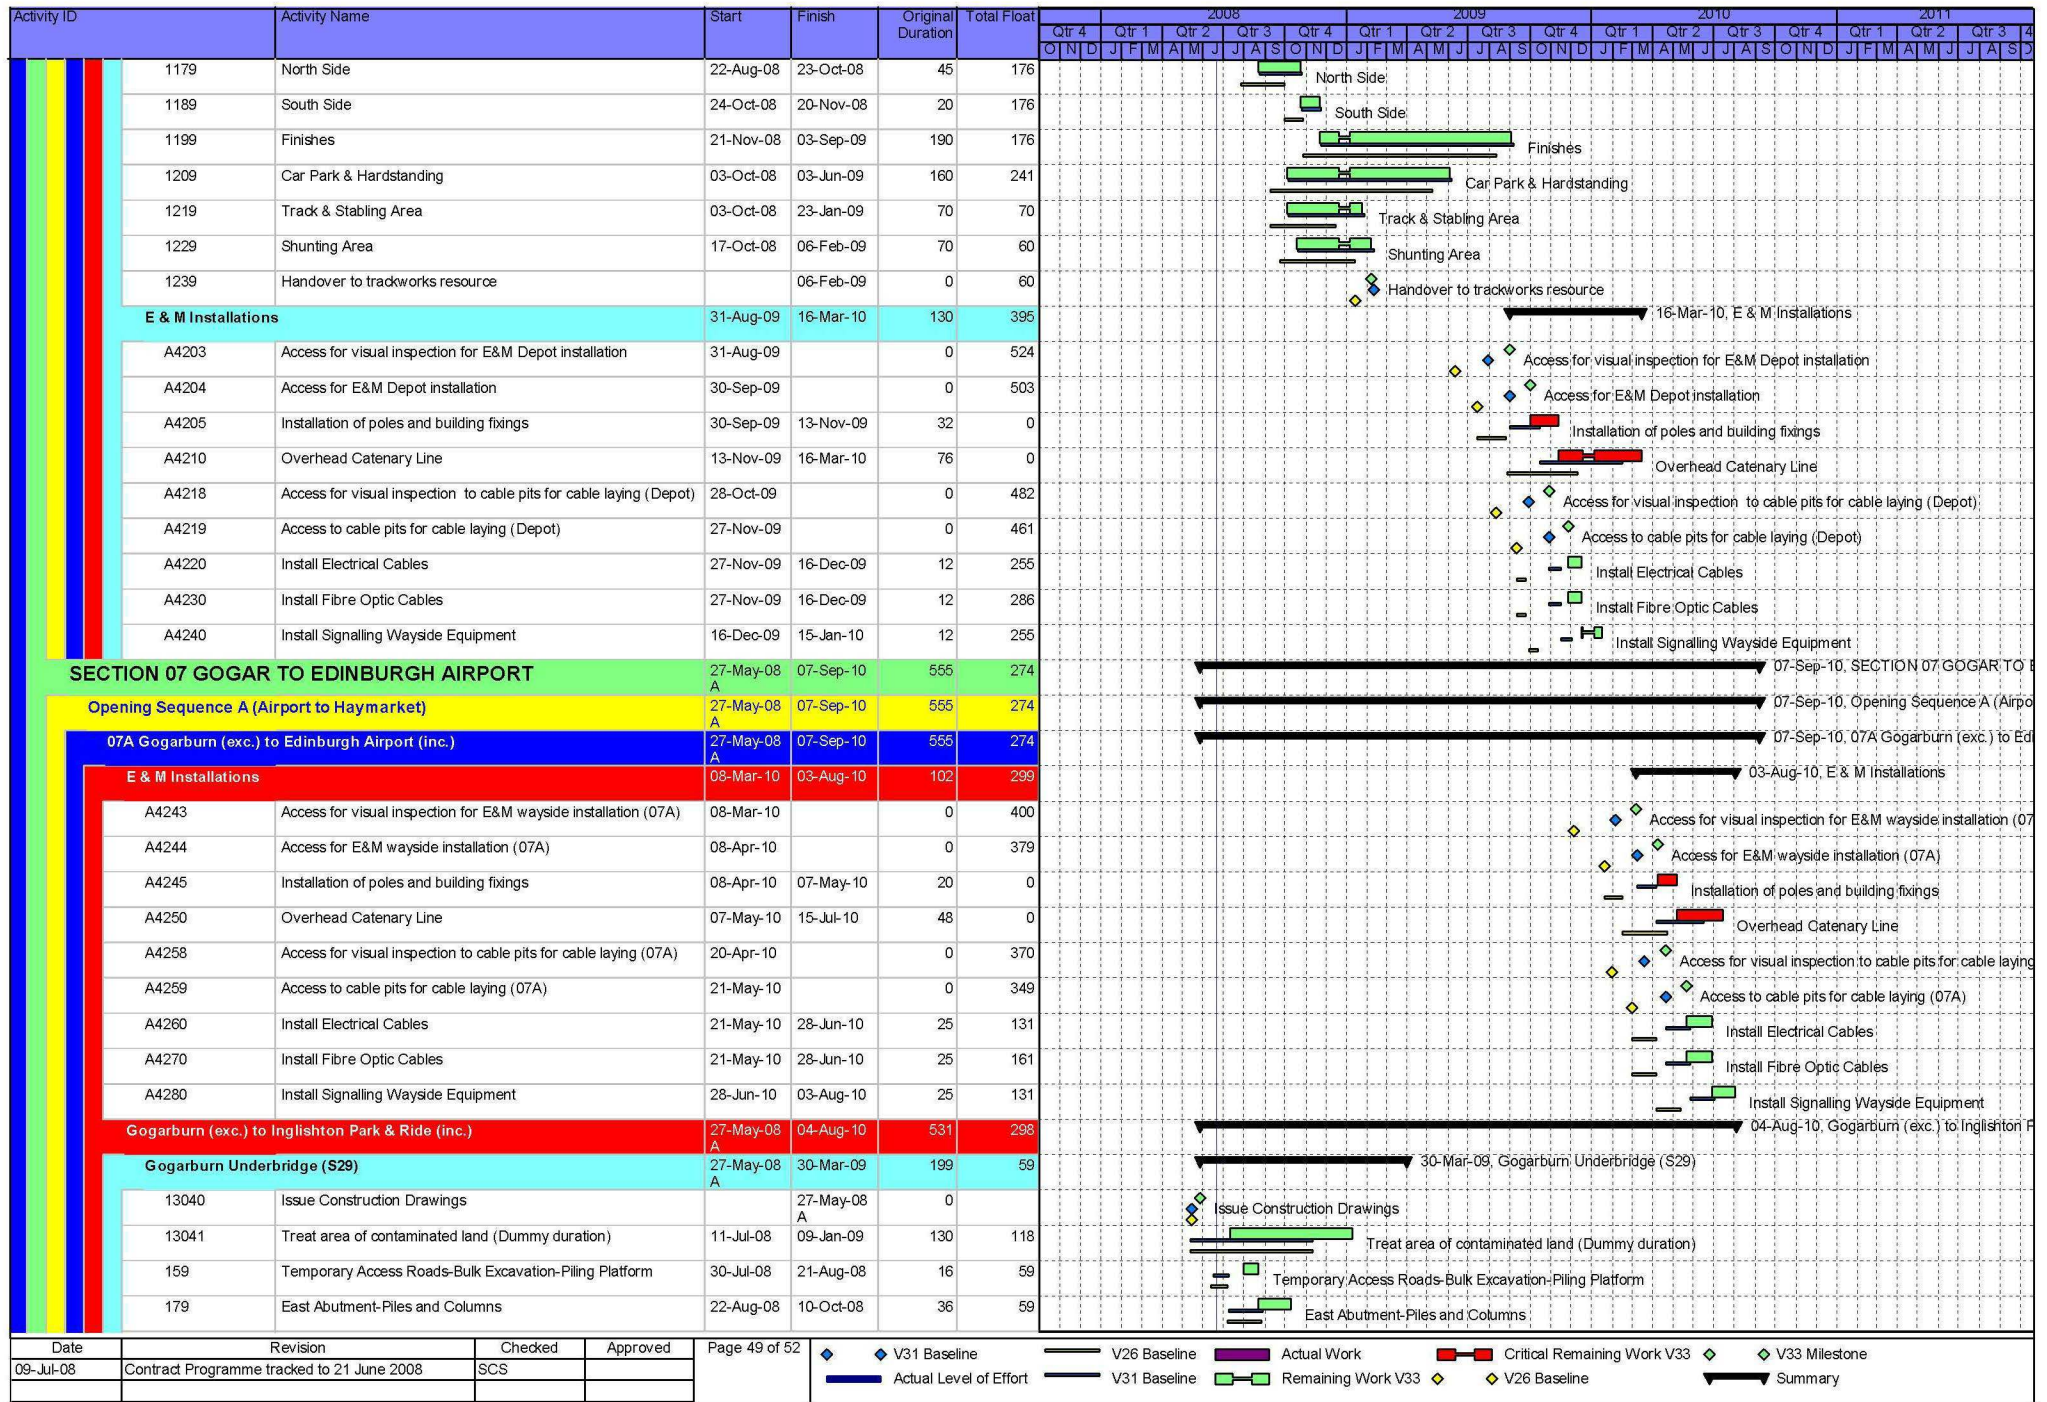 Activity ID Activity Name Start Finish Original Duration Total Float 2008 2009 2010 2011
Qtr 4 Qtr 1 Qtr 2 Qtr 3 Qtr 4 Qtr 1 Qtr 2 Qtr 3 Qtr 4 Qtr 1 Qtr 2 Qtr 3 Qtr 4 Qtr 1 Qtr 2 Qtr 3 4
O N D J F M A M J J A S O N D J F M A M J J A S O N D J F M A M J J A S O N D J F M A M J J A S O
1179 North Side 22-Aug-08 23-Oct-08 45 176 North Side
1189 South Side 24-Oct-08 20-Nov-08 20 176 South Side
1199 Finishes 21-Nov-08 03-Sep-09 190 176 Finishes
1209 Car Park & Hardstanding 03-Oct-08 03-Jun-09 160 241 Car Park & Hardstanding
1219 Track & Stabling Area 03-Oct-08 23-Jan-09 70 70 Track & Stabling Area
1229 Shunting Area 17-Oct-08 06-Feb-09 70 60 Shunting Area
1239 Handover to trackworks resource 06-Feb-09 0 60 Handover to trackworks resource
E & M Installations 31-Aug-09 16-Mar-10 130 395 16-Mar-10, E & M Installations
A4203 Access for visual inspection for E&M Depot installation 31-Aug-09 0 524 Access for visual inspection for E&M Depot installation
A4204 Access for E&M Depot installation 30-Sep-09 0 503 Access for E&M Depot installation
A4205 Installation of poles and building fixings 30-Sep-09 13-Nov-09 32 0 Installation of poles and building fixings
A4210 Overhead Catenary Line 13-Nov-09 16-Mar-10 76 0 Overhead Catenary Line
A4218 Access for visual inspection to cable pits for cable laying (Depot) 28-Oct-09 0 482 Access for visual inspection to cable pits for cable laying (Depot)
A4219 Access to cable pits for cable laying (Depot) 27-Nov-09 0 461 Access to cable pits for cable laying (Depot)
A4220 Install Electrical Cables 27-Nov-09 16-Dec-09 12 255 Install Electrical Cables
A4230 Install Fibre Optic Cables 27-Nov-09 16-Dec-09 12 286 Install Fibre Optic Cables
A4240 Install Signalling Wayside Equipment 16-Dec-09 15-Jan-10 12 255 Install Signalling Wayside Equipment
SECTION 07 GOGAR TO EDINBURGH AIRPORT 27-May-08 A 07-Sep-10 555 274 07-Sep-10, SECTION 07 GOGAR TO E
Opening Sequence A (Airport to Haymarket) 27-May-08 A 07-Sep-10 555 274 07-Sep-10, Opening Sequence A (Airpo
07A Gogarburn (exc.) to Edinburgh Airport (inc.) 27-May-08 A 07-Sep-10 555 274 07-Sep-10, 07A Gogarburn (exc.) to Edi
E & M Installations 08-Mar-10 03-Aug-10 102 299 03-Aug-10, E & M Installations
A4243 Access for visual inspection for E&M wayside installation (07A) 08-Mar-10 0 400 Access for visual inspection for E&M wayside installation (07
A4244 Access for E&M wayside installation (07A) 08-Apr-10 0 379 Access for E&M wayside installation (07A)
A4245 Installation of poles and building fixings 08-Apr-10 07-May-10 20 0 Installation of poles and building fixings
A4250 Overhead Catenary Line 07-May-10 15-Jul-10 48 0 Overhead Catenary Line
A4258 Access for visual inspection to cable pits for cable laying (07A) 20-Apr-10 0 370 Access for visual inspection to cable pits for cable laying
A4259 Access to cable pits for cable laying (07A) 21-May-10 0 349 Access to cable pits for cable laying (07A)
A4260 Install Electrical Cables 21-May-10 28-Jun-10 25 131 Install Electrical Cables
A4270 Install Fibre Optic Cables 21-May-10 28-Jun-10 25 161 Install Fibre Optic Cables
A4280 Install Signalling Wayside Equipment 28-Jun-10 03-Aug-10 25 131 Install Signalling Wayside Equipment
Gogarburn (exc.) to Inglishton Park & Ride (inc.) 27-May-08 A 04-Aug-10 531 298 04-Aug-10, Gogarburn (exc.) to Inglishton P
Gogarburn Underbridge (S29) 27-May-08 A 30-Mar-09 199 59 30-Mar-09, Gogarburn Underbridge (S29)
13040 Issue Construction Drawings 27-May-08 A 0 Issue Construction Drawings
13041 Treat area of contaminated land (Dummy duration) 11-Jul-08 09-Jan-09 130 118 Treat area of contaminated land (Dummy duration)
159 Temporary Access Roads-Bulk Excavation-Piling Platform 30-Jul-08 21-Aug-08 16 59 Temporary Access Roads-Bulk Excavation-Piling Platform
179 East Abutment-Piles and Columns 22-Aug-08 10-Oct-08 36 59 East Abutment-Piles and Columns
Date Revision Checked Approved Page 49 of 52 V31 Baseline V26 Baseline Actual Work Critical Remaining Work V33 V33 Milestone
09-Jul-08 Contract Programme tracked to 21 June 2008 SCS Actual Level of Effort V31 Baseline Remaining Work V33 V26 Baseline Summary